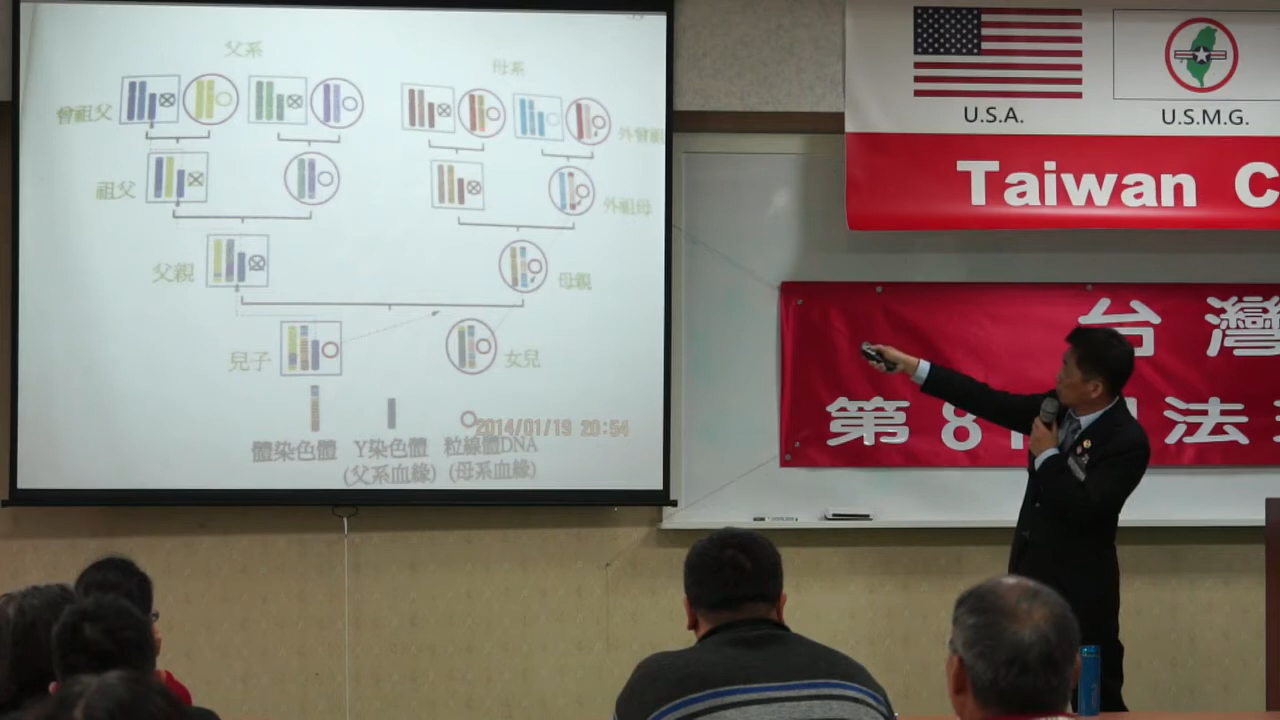 父系
母系
曾祖父
外曾祖
祖父
外祖母
父親
母親
兒子
女兒
2014/01/19 20:54
體染色體
Y染色體
粒線體DNA
(父系血緣)
(母系血緣)
U.S.A.
U.S.M.G.
Taiwan C
台灣
第81 法